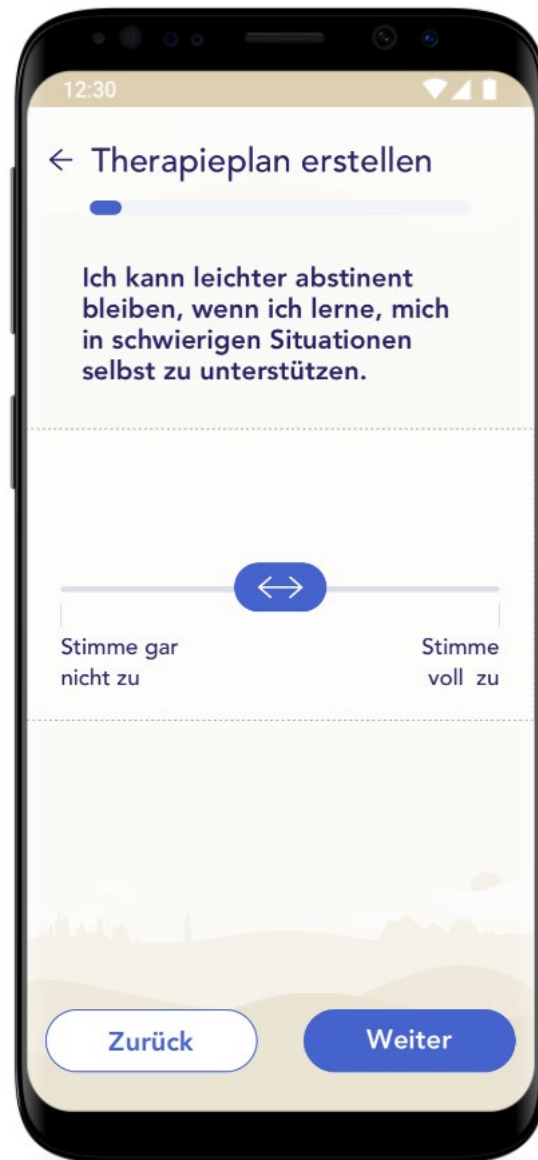 12:30
Therapieplan erstellen
Ich kann leichter abstinent
bleiben, wenn ich lerne, mich
in schwierigen Situationen
selbst zu unterstützen.
Stimme gar
nicht zu
Stimme
voll zu
Zurück
Weiter